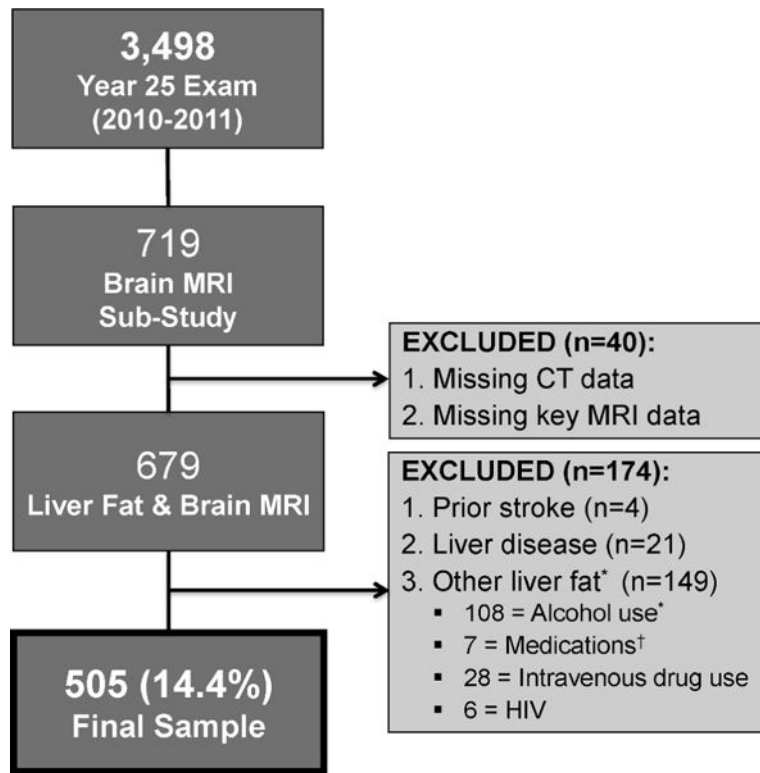 3,498
Year 25 Exam
(2010-2011)
719
Brain MRI
Sub-Study
EXCLUDED (n=40):
1. Missing CT data
2. Missing key MRI data
679
Liver Fat & Brain MRI
EXCLUDED (n=174):
1. Prior stroke (n=4)
2. Liver disease (n=21)
3. Other liver fat* (n=149)
▪ 108 = Alcohol use*
▪ 7 = Medications†
▪ 28 = Intravenous drug use
▪ 6 = HIV
505 (14.4%)
Final Sample